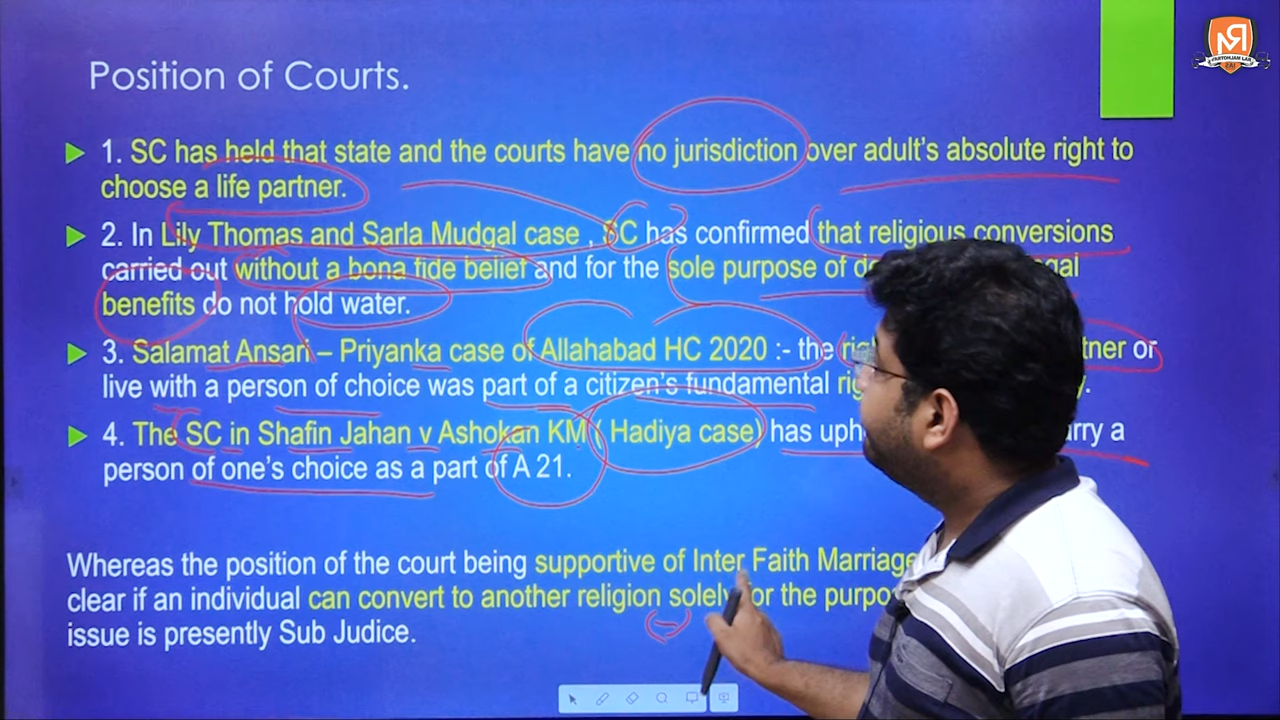 Position of Courts.
1. SC has held that state and the courts have no jurisdiction over adult's absolute right to
choose a life partner.
2. In Lily Thomas and Sarla Mudgal case , SC has confirmed that religious conversions
carried out without a bona fide belief and for the sole purpose of
benefits do not hold water.
3. Salamat Ansari – Priyanka case of Allahabad HC 2020 :- the or
live with a person of choice was part of a citizen's fundamental
4. The SC in Shafin Jahan v Ashokan KM ( Hadiya case) has
person of one's choice as a part of A 21.
Whereas the position of the court being supportive of Inter Faith Marriage
clear if an individual can convert to another religion solely for the
issue is presently Sub Judice.